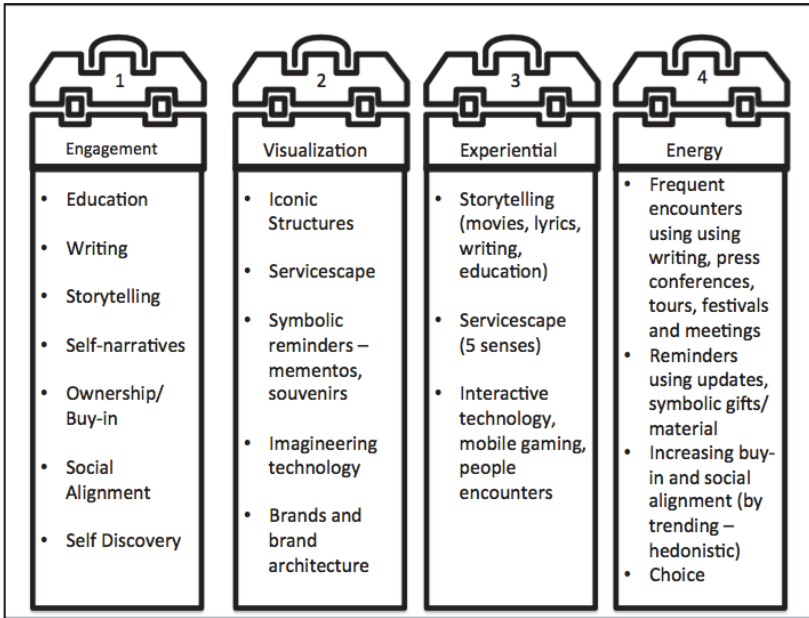 1
Engagement
• Education
• Writing
• Storytelling
• Self-narratives
• Ownership/
Buy-in
• Social
Alignment
• Self Discovery
2
Visualization
• Iconic
Structures
• Servicescape
• Symbolic
reminders –
mementos,
souvenirs
• Imagineering
technology
• Brands and
brand
architecture
3
Experiential
• Storytelling
(movies, lyrics,
writing,
education)
• Servicescape
(5 senses)
• Interactive
technology,
mobile gaming,
people
encounters
4
Energy
• Frequent
encounters
using using
writing, press
conferences,
tours, festivals
and meetings
• Reminders
using updates,
symbolic gifts/
material
• Increasing buy-
in and social
alignment (by
trending –
hedonistic)
• Choice